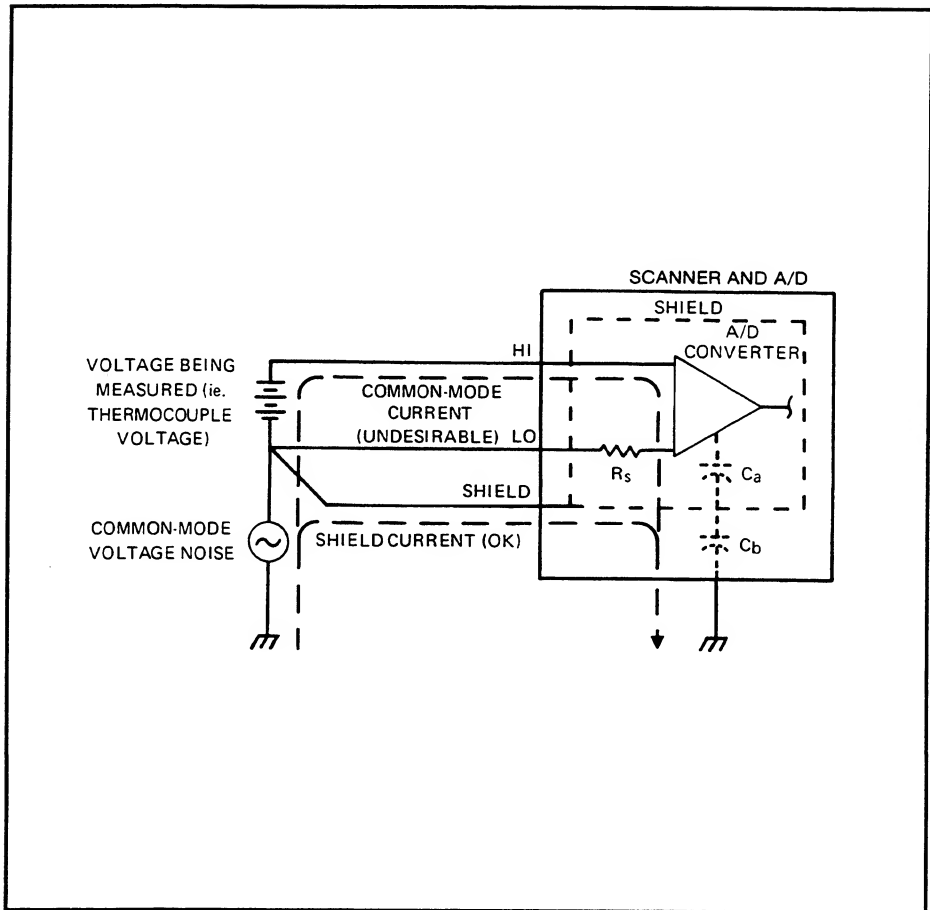 SCANNER AND A/D
SHIELD
A/D
CONVERTER
HI
VOLTAGE BEING
MEASURED (ie.
THERMOCOUPLE
VOLTAGE)
COMMON-MODE
CURRENT
(UNDESIRABLE) LO
Rs
Ca
SHIELD
COMMON-MODE
VOLTAGE NOISE
SHIELD CURRENT (OK)
Cb